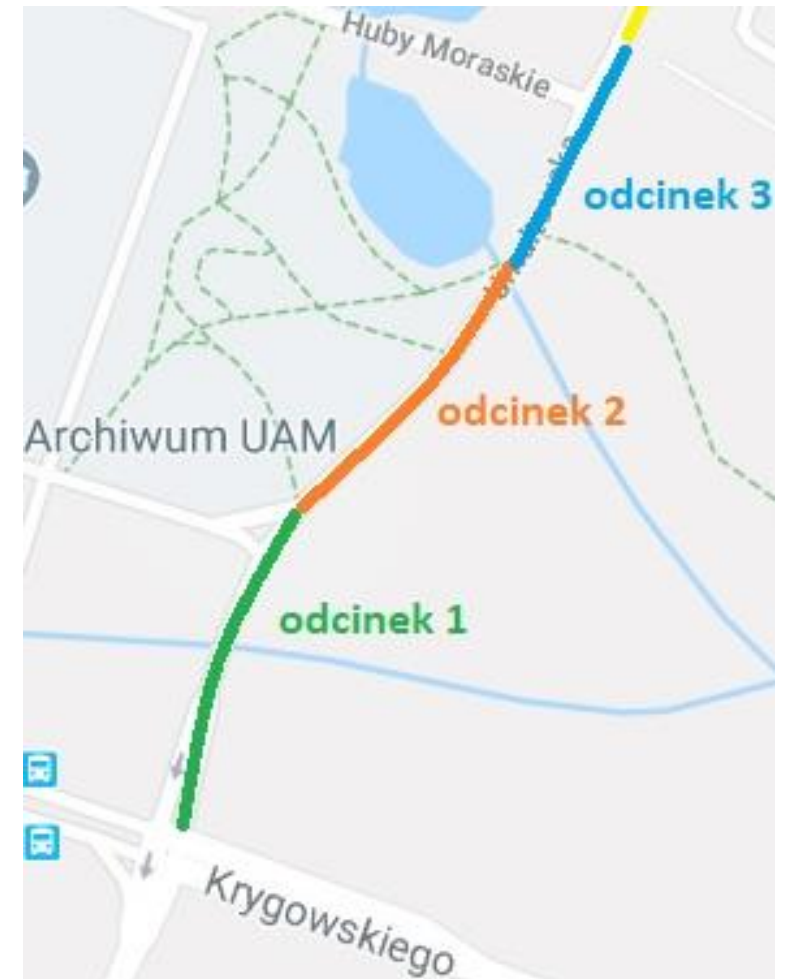 Huby Moraskie
odcinek 3
odcinek 2
Archiwum UAM
odcinek 1
Krygowskiego